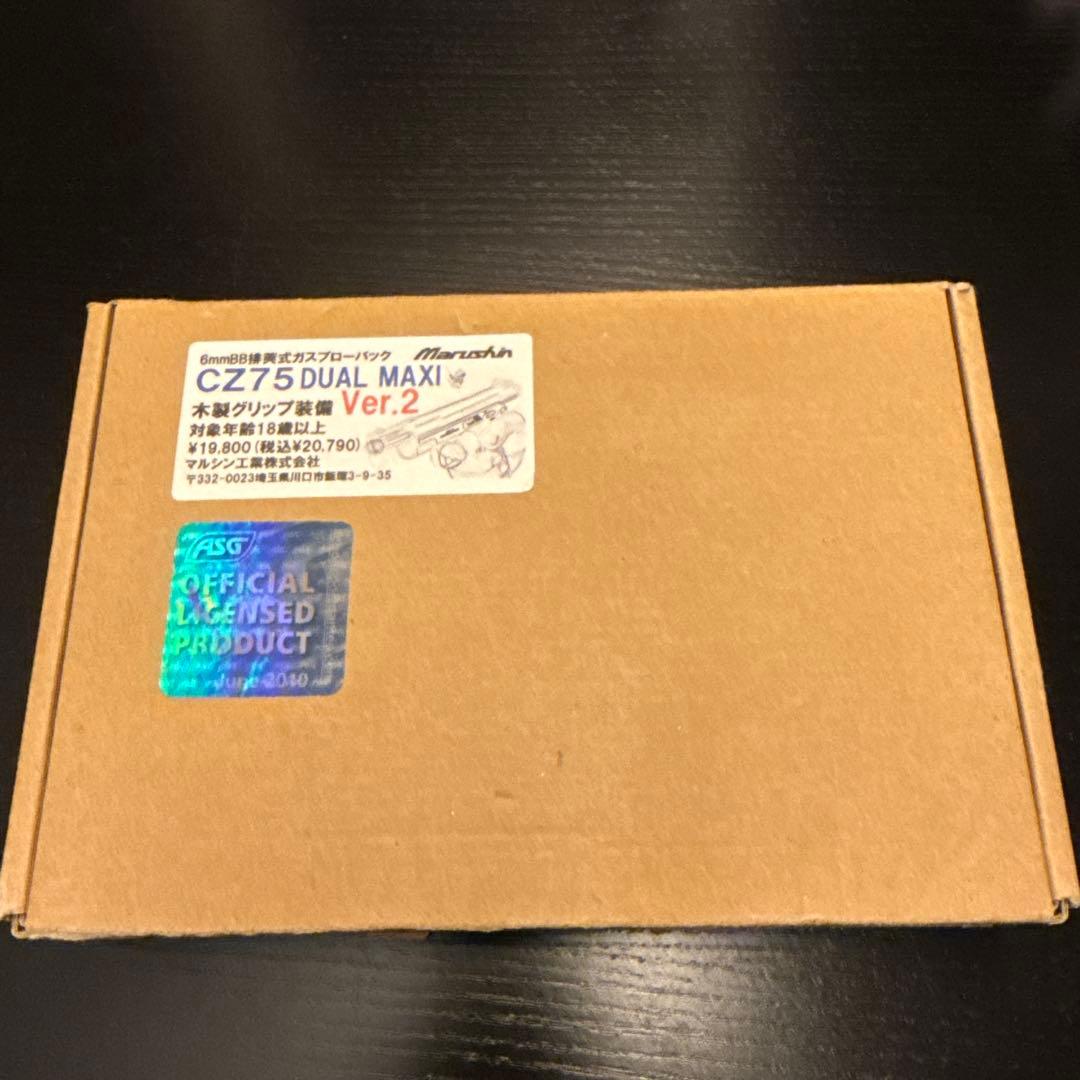 6mmBB排莢式ガスブローバック Marushin
CZ75 DUAL MAXI
木製グリップ装備 Ver.2
対象年齢18歳以上
¥19,800(税込¥20,790)
マルシン工業株式会社
〒332-0023埼玉県川口市飯塚3-9-35
ASG
OFFICIAL
LICENSED
PRODUCT
June 2010